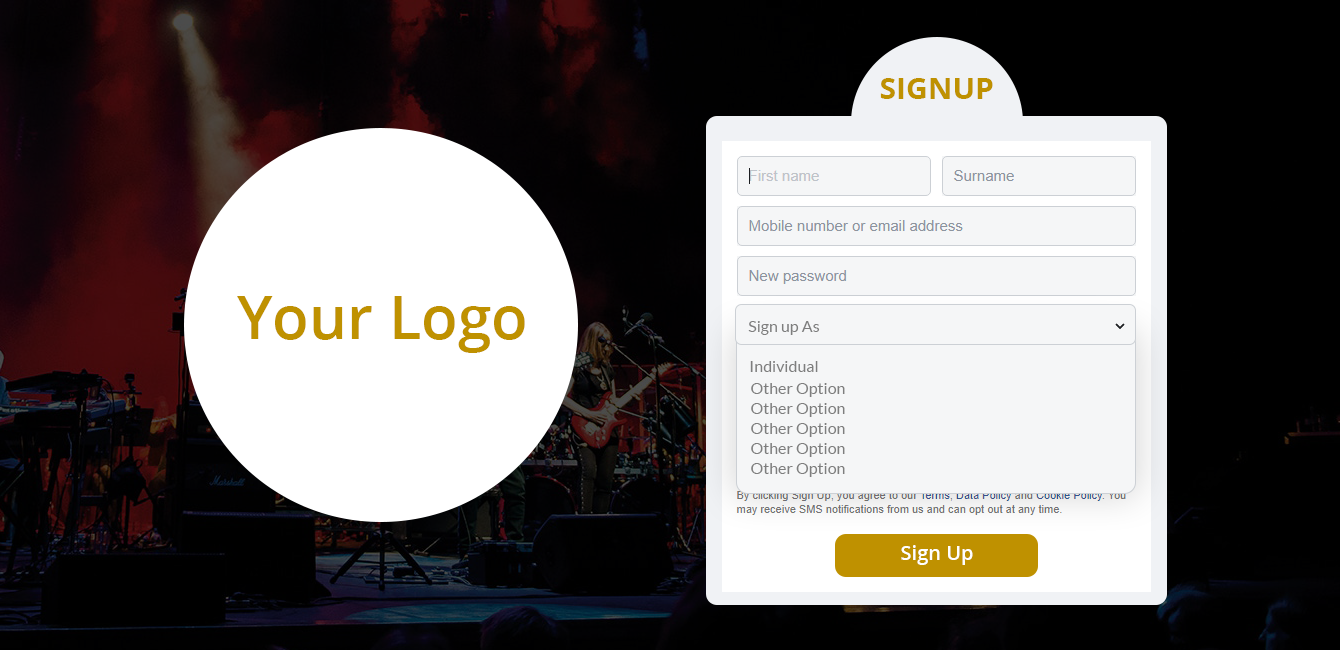 SIGNUP
First name
Surname
Mobile number or email address
New password
Your Logo
Sign up As
Individual
Other Option
Other Option
Other Option
Other Option
Other Option
Marshall
By clicking Sign Up, you agree to our Terms, Data Policy and Cookie Policy. You
may receive SMS notifications from us and can opt out at any time.
Sign Up